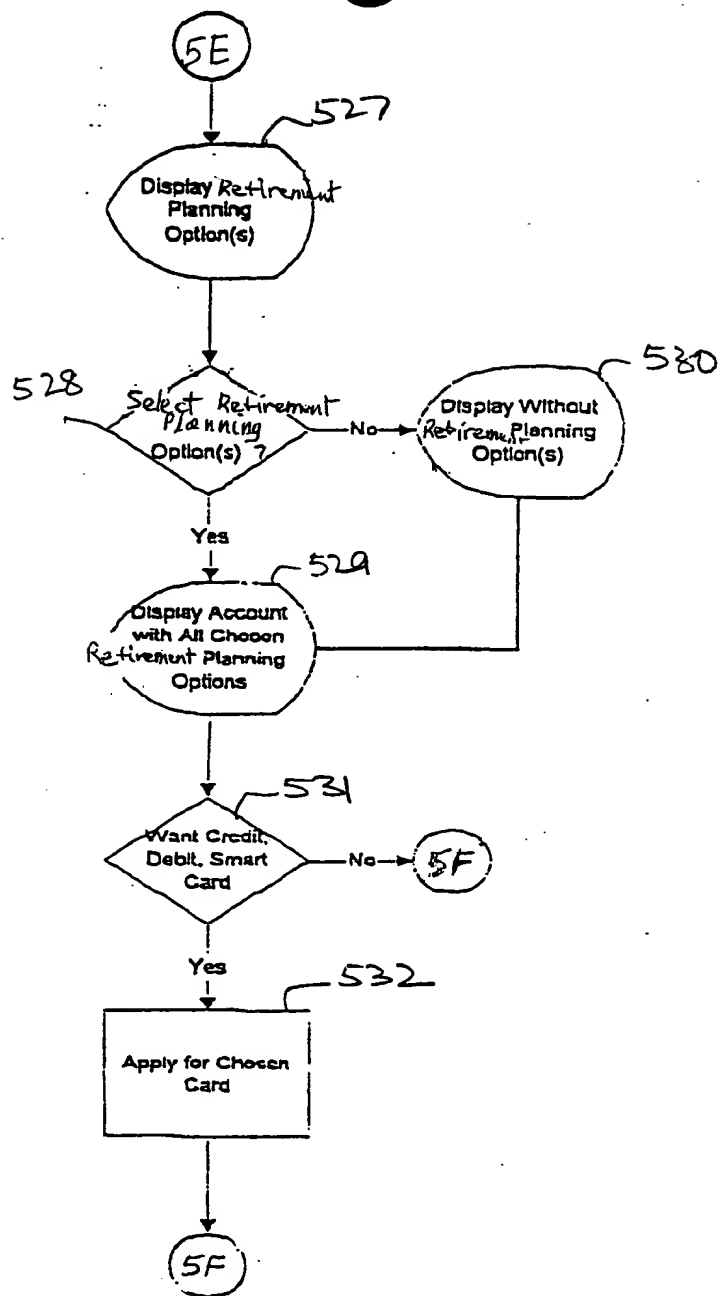 5E
527
Display Retirement
Planning
Option(s)
528
Select Retirement
Planning
Option(s) ?
No
530
Display Without
Retirement Planning
Option(s)
Yes
529
Display Account
with All Chosen
Retirement Planning
Options
531
Want Credit,
Debit, Smart
Card
No
5F
Yes
532
Apply for Chosen
Card
5F